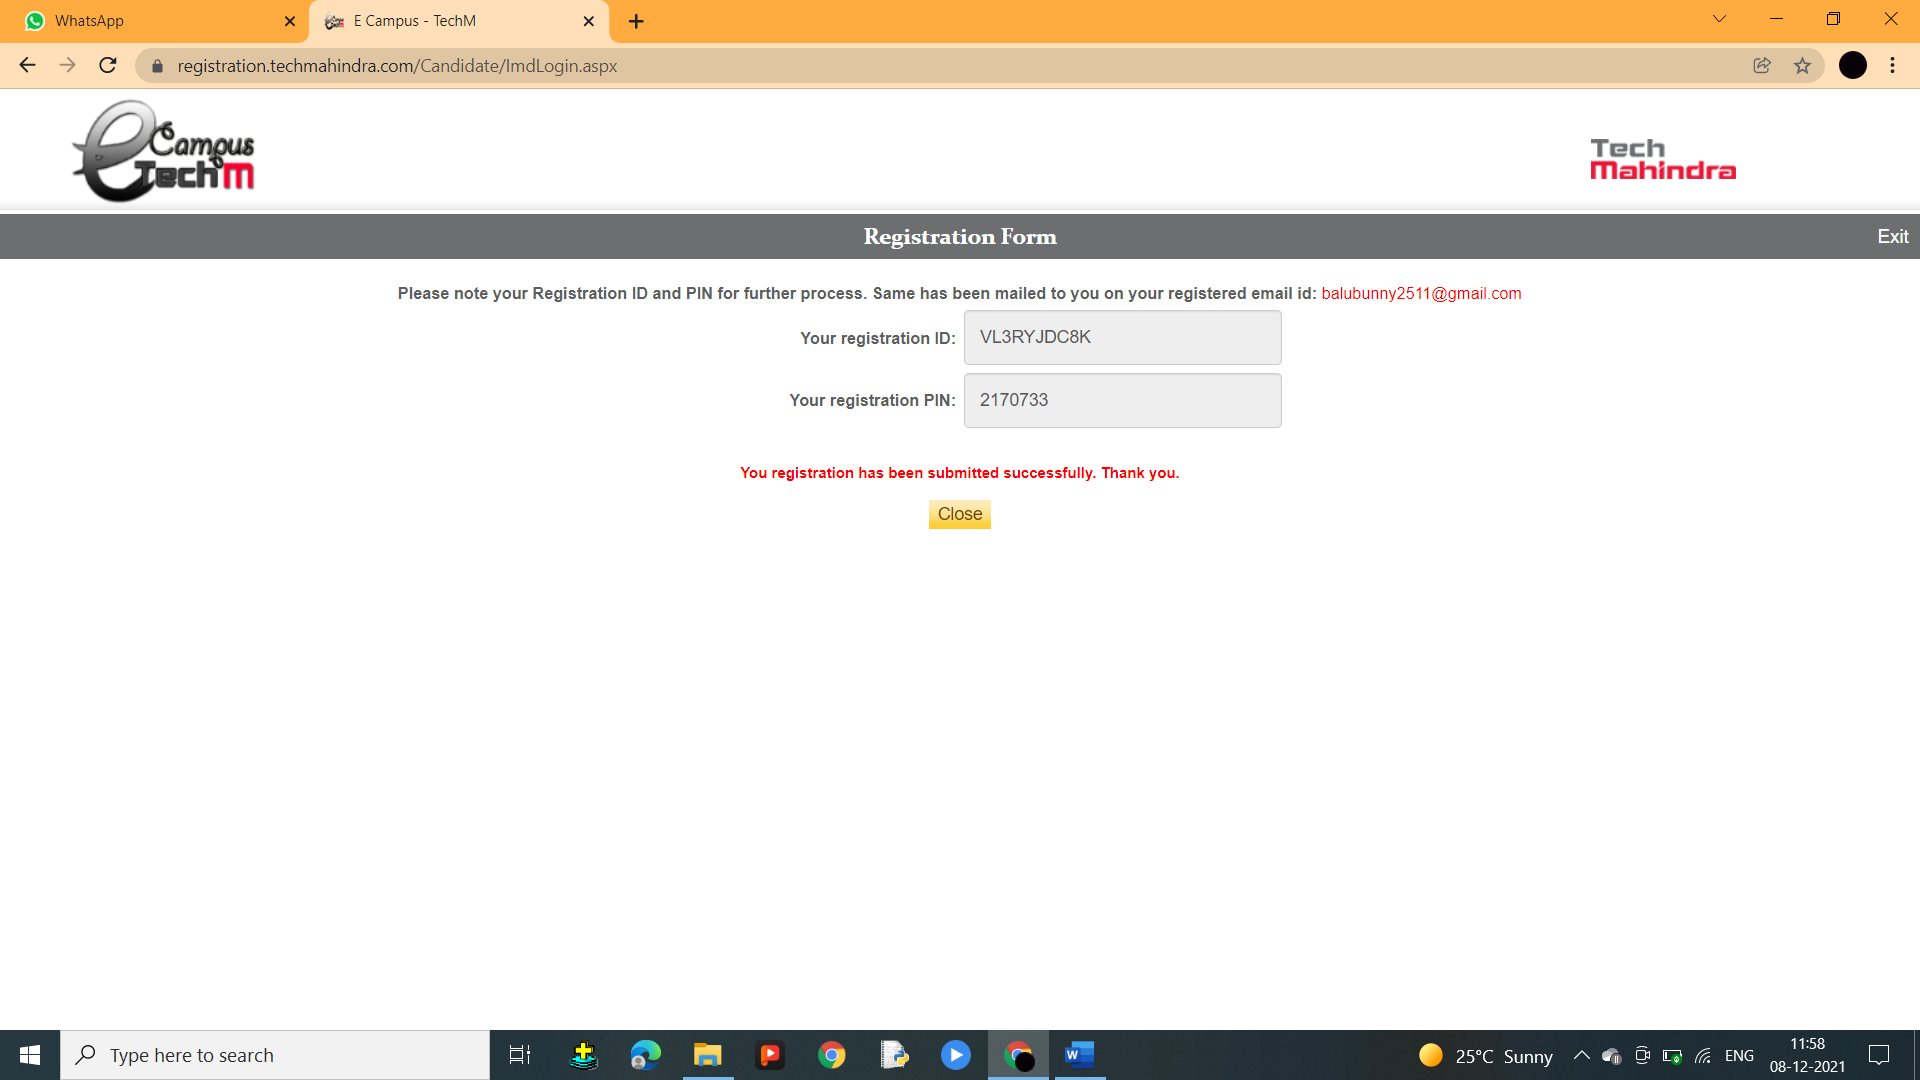 WhatsApp
E Campus - TechM
registration.techmahindra.com/Candidate/ImdLogin.aspx
e Campus
TechM
Tech
Mahindra
Registration Form
Exit
Please note your Registration ID and PIN for further process. Same has been mailed to you on your registered email id: balubunny2511@gmail.com
Your registration ID: VL3RYJDC8K
Your registration PIN: 2170733
You registration has been submitted successfully. Thank you.
Close
Type here to search
25°C Sunny
ENG
11:58
08-12-2021